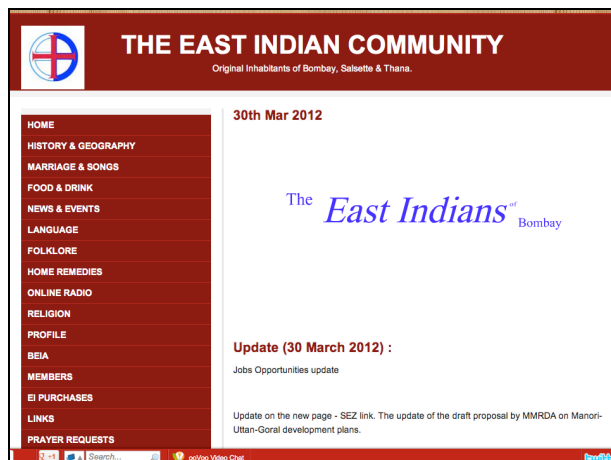 THE EAST INDIAN COMMUNITY
Original Inhabitants of Bombay, Salsette & Thana.
HOME
HISTORY & GEOGRAPHY
MARRIAGE & SONGS
FOOD & DRINK
NEWS & EVENTS
LANGUAGE
FOLKLORE
HOME REMEDIES
ONLINE RADIO
RELIGION
PROFILE
BEIA
MEMBERS
EI PURCHASES
LINKS
PRAYER REQUESTS
30th Mar 2012
The East Indians of Bombay
Update (30 March 2012) :
Jobs Opportunities update
Update on the new page - SEZ link. The update of the draft proposal by MMRDA on Manori-
Uttan-Goral development plans.
Search... ooVoo Video Chat